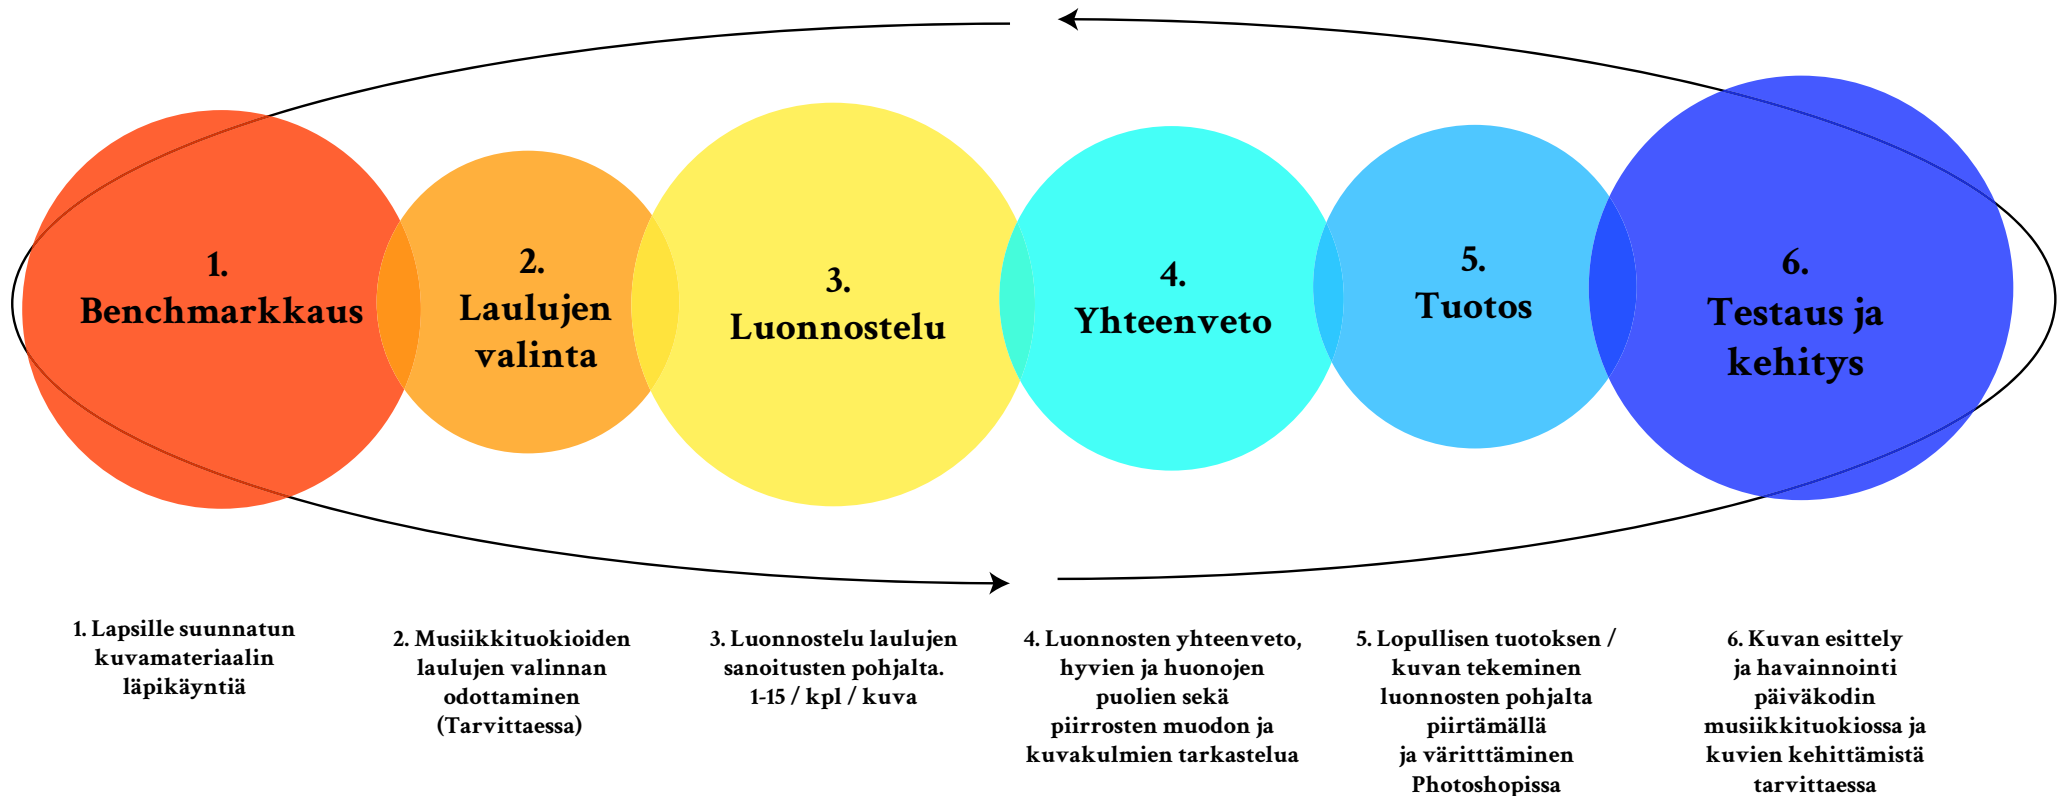 1.
Benchmarkkaus
2.
Laulujen
valinta
3.
Luonnostelu
4.
Yhteenveto
5.
Tuotos
6.
Testaus ja
kehitys
1. Lapsille suunnatun
kuvamateriaalin
läpikäyntiä
2. Musiikkituokioiden
laulujen valinnan
odottaminen
(Tarvittaessa)
3. Luonnostelu laulujen
sanoitusten pohjalta.
1-15 / kpl / kuva
4. Luonnosten yhteenveto,
hyvien ja huonojen
puolien sekä
piirrosten muodon ja
kuvakulmien tarkastelua
5. Lopullisen tuotoksen /
kuvan tekeminen
luonnosten pohjalta
piirtämällä
ja väritttäminen
Photoshopissa
6. Kuvan esittely
ja havainnointi
päiväkodin
musiikkituokiossa ja
kuvien kehittämistä
tarvittaessa